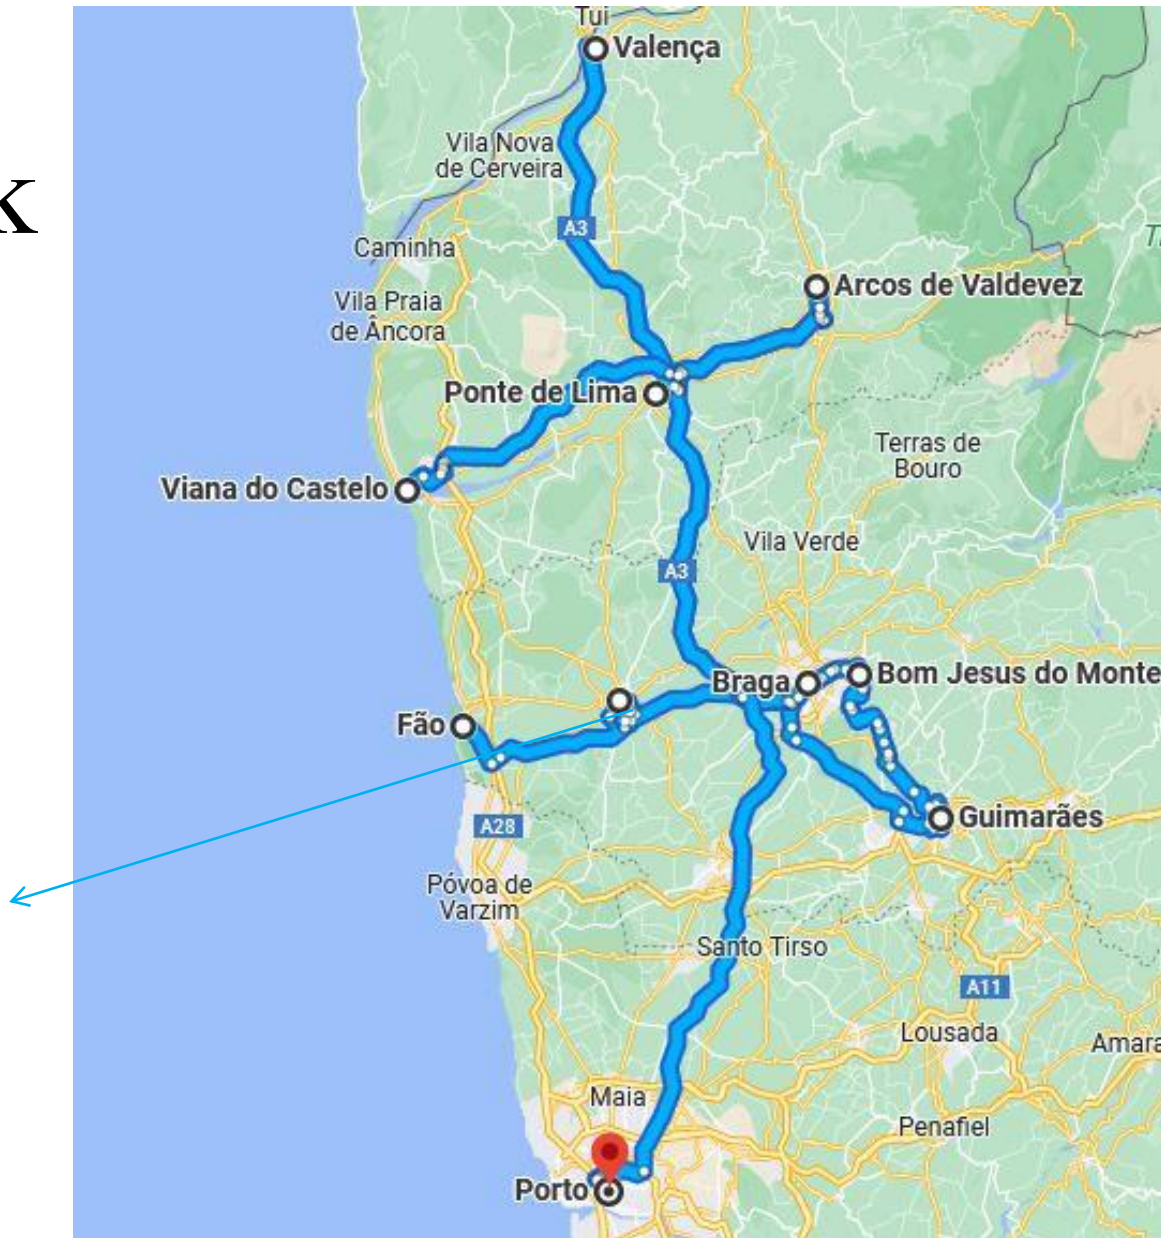 Tui
Valença
Vila Nova
de Cerveira
K
A3
Caminha
Arcos de Valdevez
Vila Praia
de Âncora
Ponte de Lima
Terras de
Bouro
Viana do Castelo
Vila Verde
A3
Braga
Bom Jesus do Monte
Fão
Guimarães
A28
Póvoa de
Varzim
Santo Tirso
A11
Lousada
Amara
Maia
Penafiel
Porto